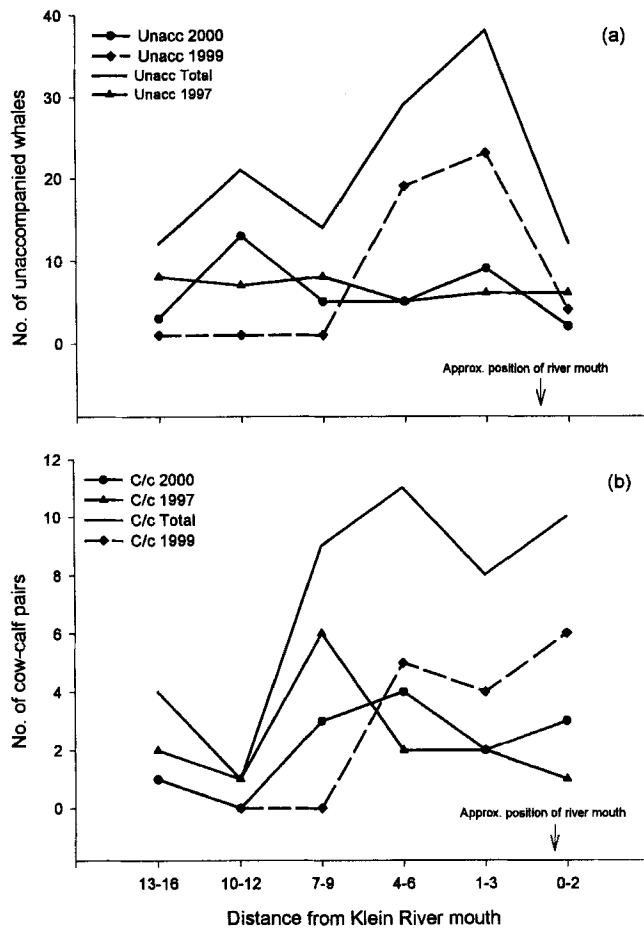 40
30
20
10
0
No. of unaccompanied whales
Unacc 2000
Unacc 1999
Unacc Total
Unacc 1997
(a)
Approx. position of river mouth
12
10
8
6
4
2
0
No. of cow-calf pairs
C/c 2000
C/c 1997
C/c Total
C/c 1999
(b)
Approx. position of river mouth
13-16 10-12 7-9 4-6 1-3 0-2
Distance from Klein River mouth